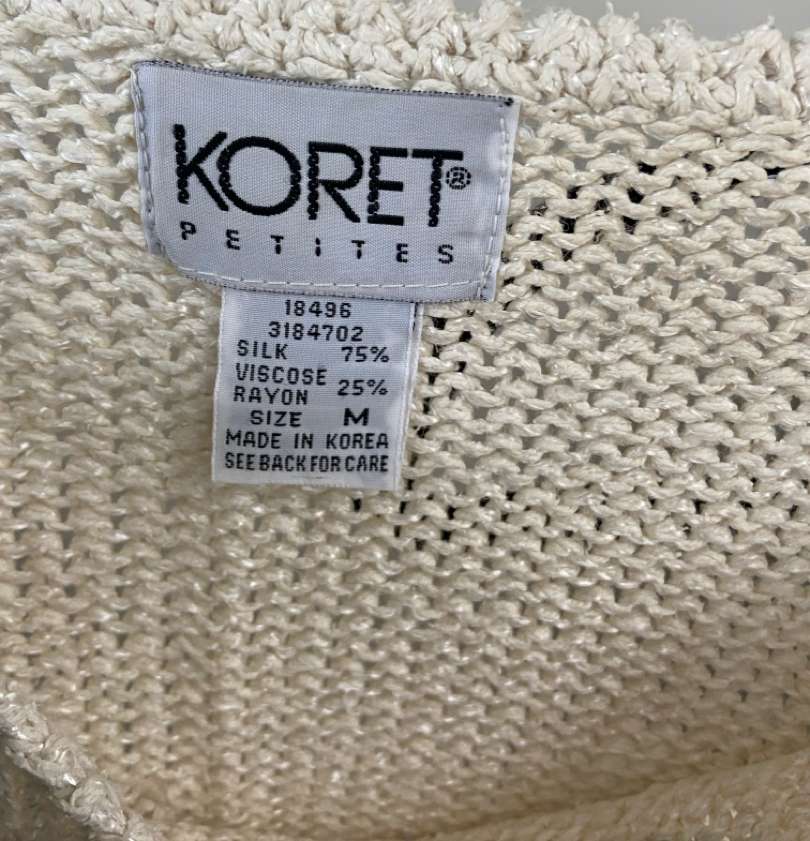 KORET®
PETITES
18496
3184702
SILK 75%
VISCOSE
RAYON 25%
SIZE M
MADE IN KOREA
SEE BACK FOR CARE